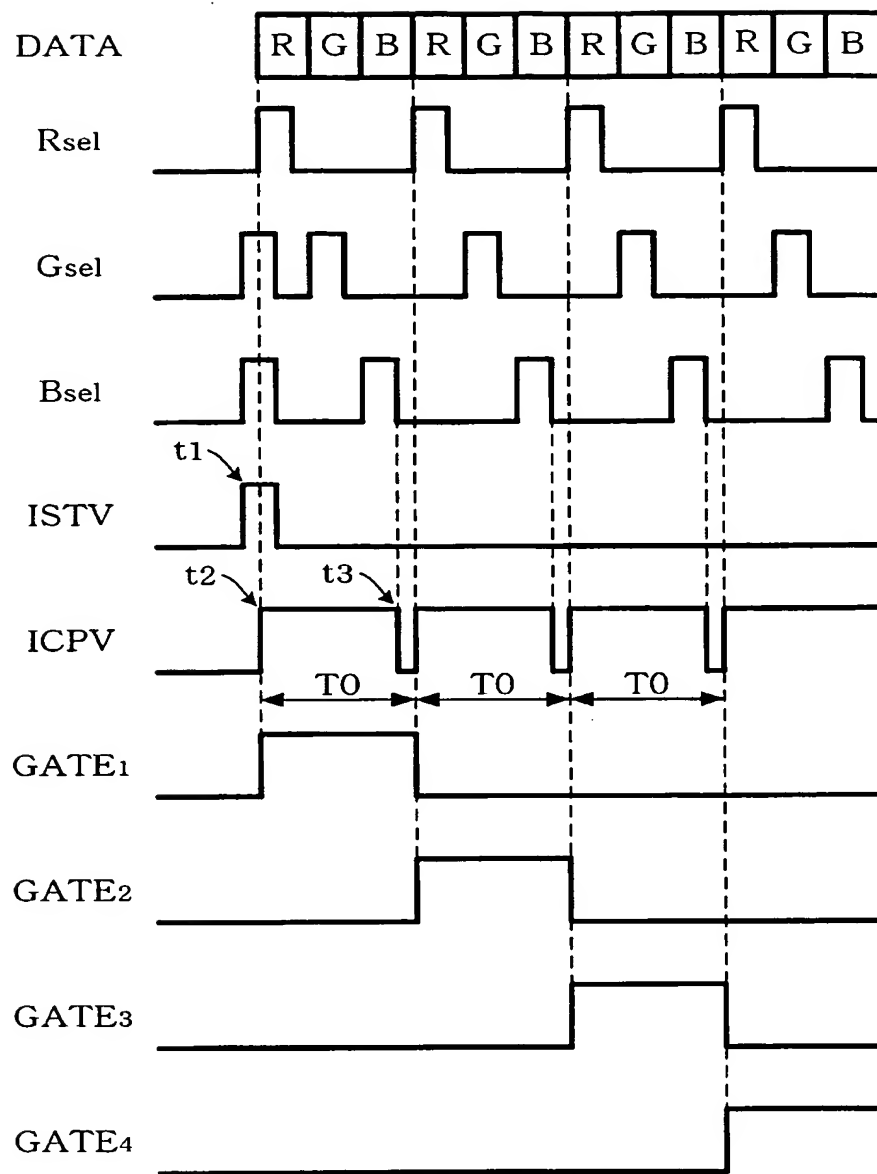 DATA R G B R G B R G B R G B
Rsel
Gsel
Bsel
t1
ISTV
t2 t3
ICPV
T0 T0 T0
GATE1
GATE2
GATE3
GATE4